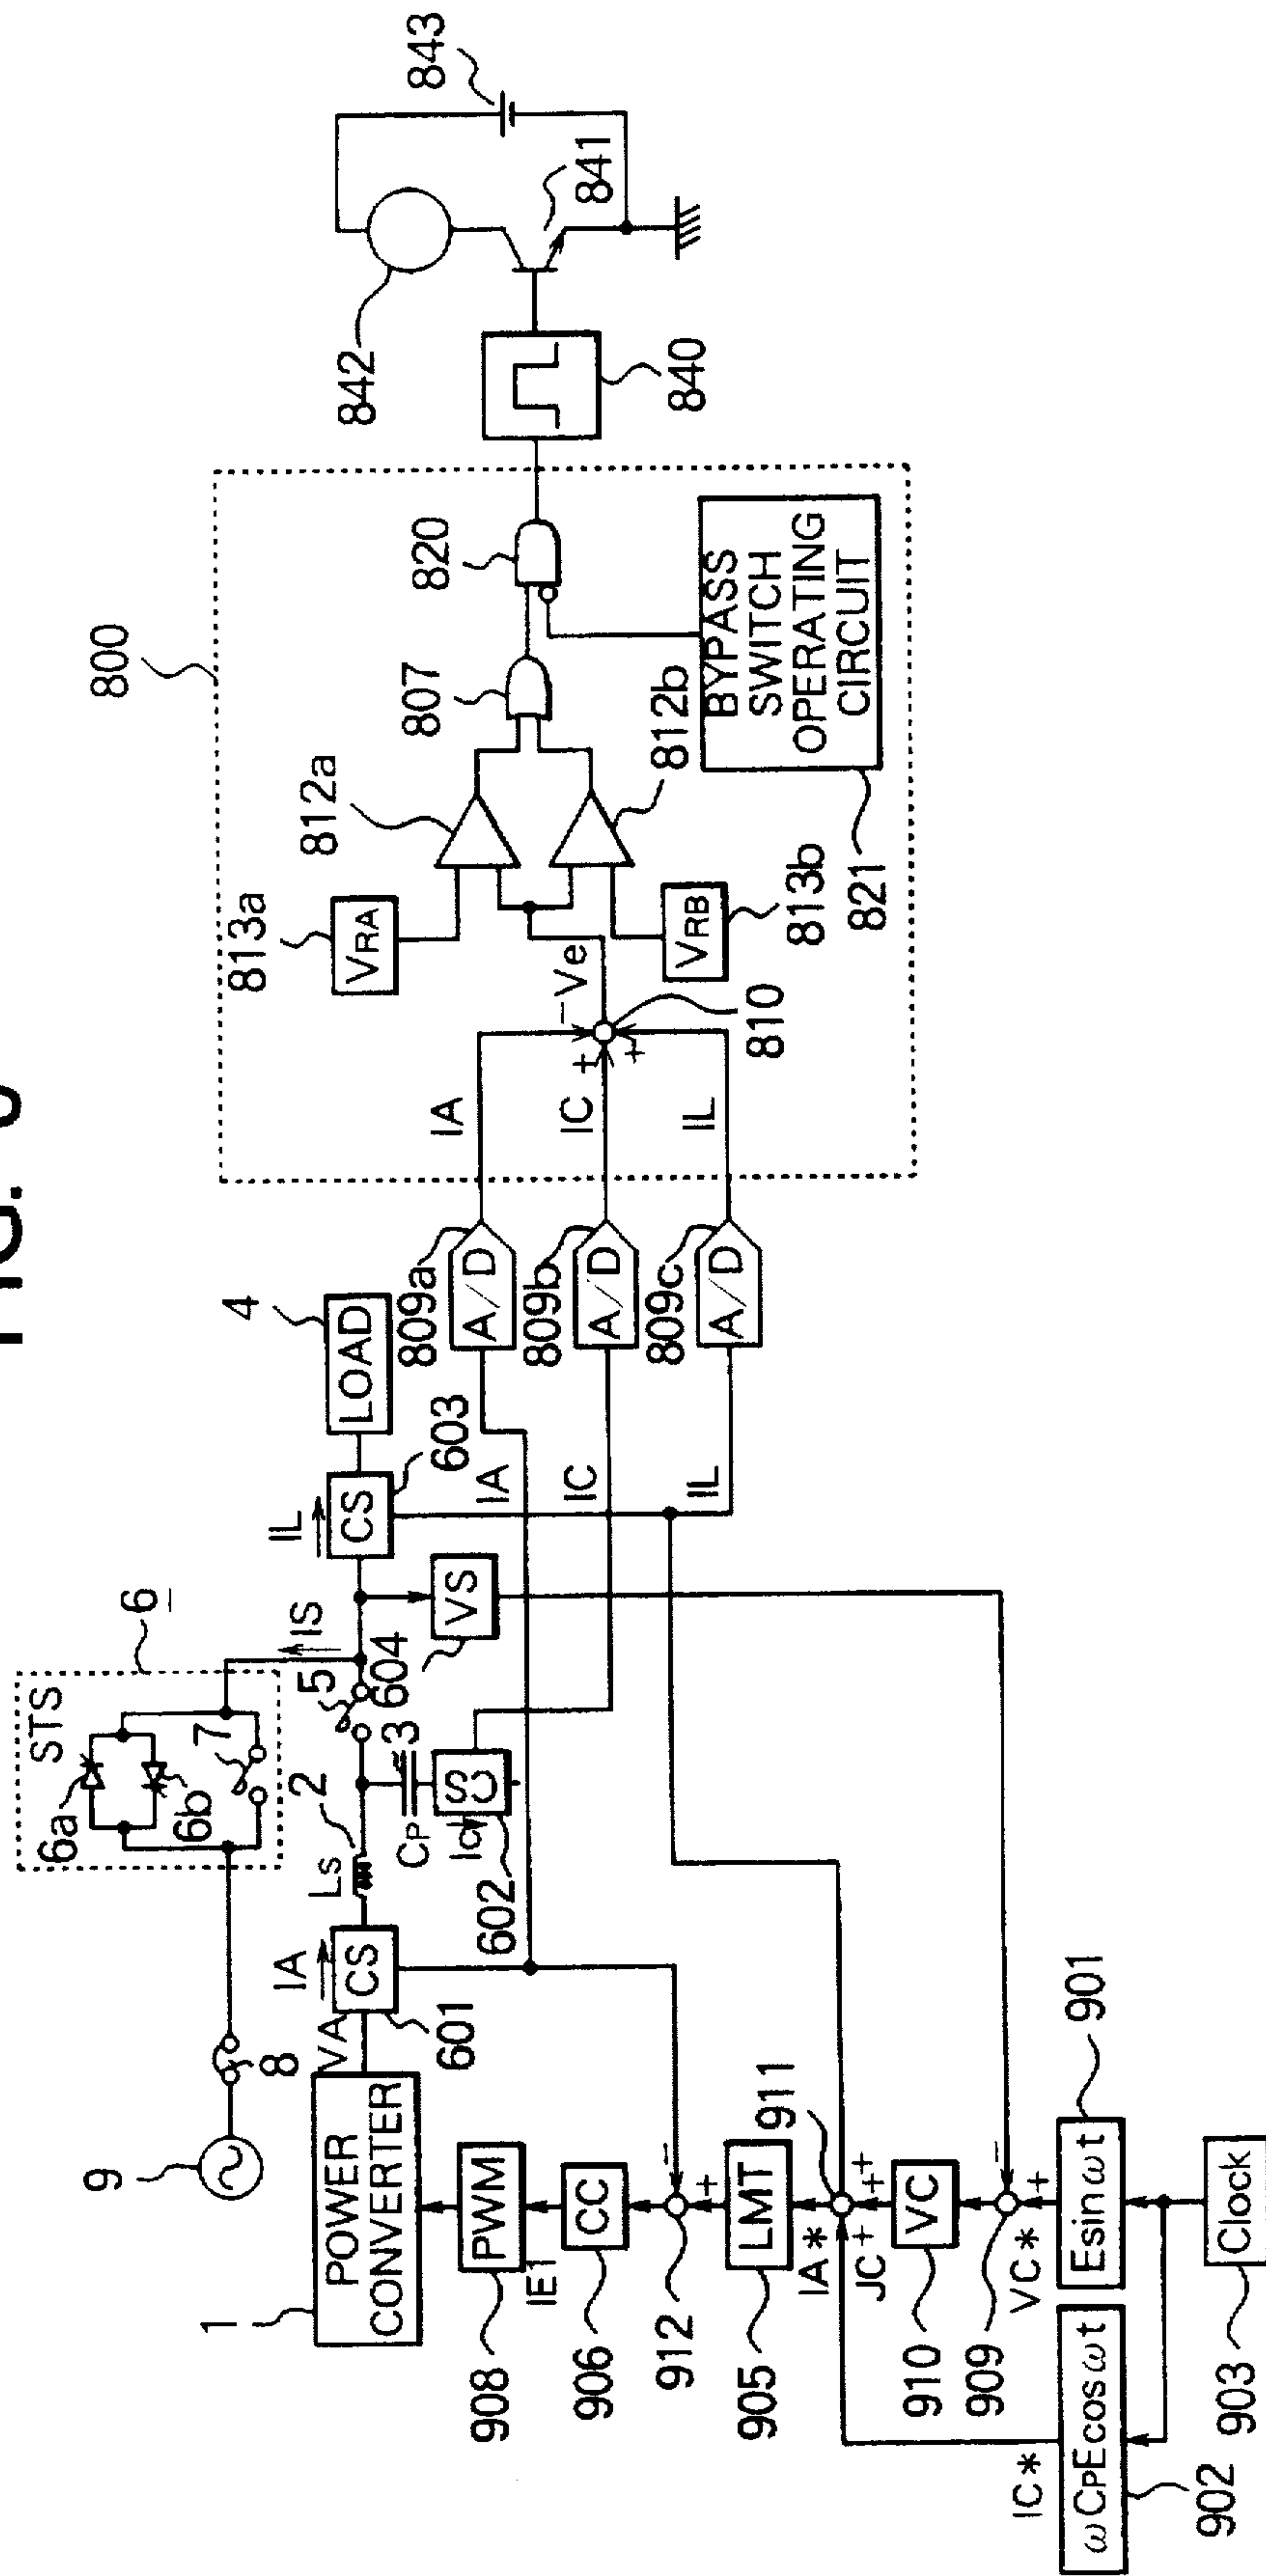 FIG.
9
8
STS
6a
6b
7
6
IS
5
1
POWER
CONVERTER
VA
IA
CS
601
Ls
2
CP
3
IC
CS
602
604
VS
IL
CS
603
LOAD
4
IA
IC
IL
809a
A/D
809b
A/D
809c
A/D
IA
IC
IL
800
-
+
+
Ve
810
813a
VRA
812a
VRB
813b
812b
807
820
BYPASS
SWITCH
OPERATING
CIRCUIT
821
840
842
841
843
PWM
908
IE1
CC
906
-
+
912
LMT
905
IA*
911
JC
+
+
+
VC
910
909
-
+
VC*
Esinωt
901
IC*
ωCPEcosωt
902
Clock
903